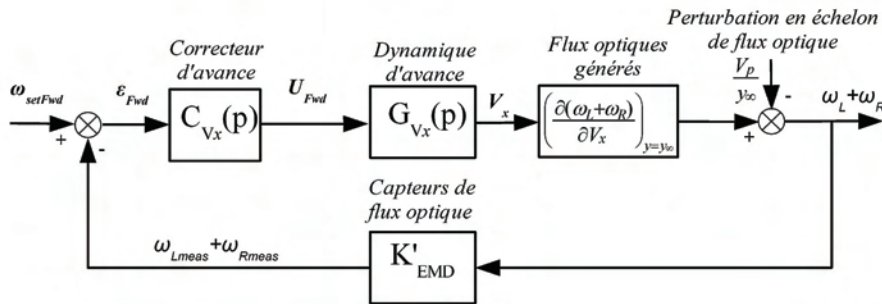 Perturbation en échelon
de flux optique
Correcteur
d'avance
Dynamique
d'avance
Flux optiques
générés
V_p
y∞
ω_setFwd
ε_Fwd
U_Fwd
V_x
ω_L+ω_R
C_Vx(p)
G_Vx(p)
(∂(ω_L+ω_R)/∂V_x)_y=y∞
+
-
+
-
Capteurs de
flux optique
ω_Lmeas+ω_Rmeas
K'_EMD